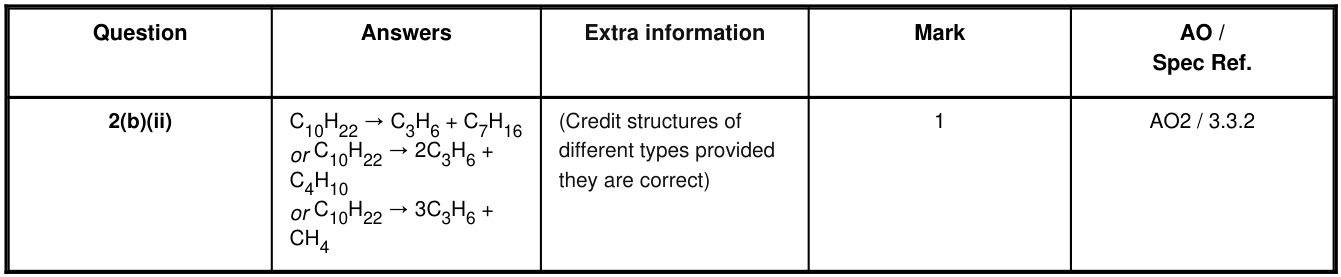 Question Answers Extra information Mark AO /
Spec Ref.
2(b)(ii) C₁₀H₂₂ → C₃H₆ + C₇H₁₆ (Credit structures of 1 AO2 / 3.3.2
or C₁₀H₂₂ → 2C₃H₆ + different types provided
C₄H₁₀ they are correct)
or C₁₀H₂₂ → 3C₃H₆ +
CH₄